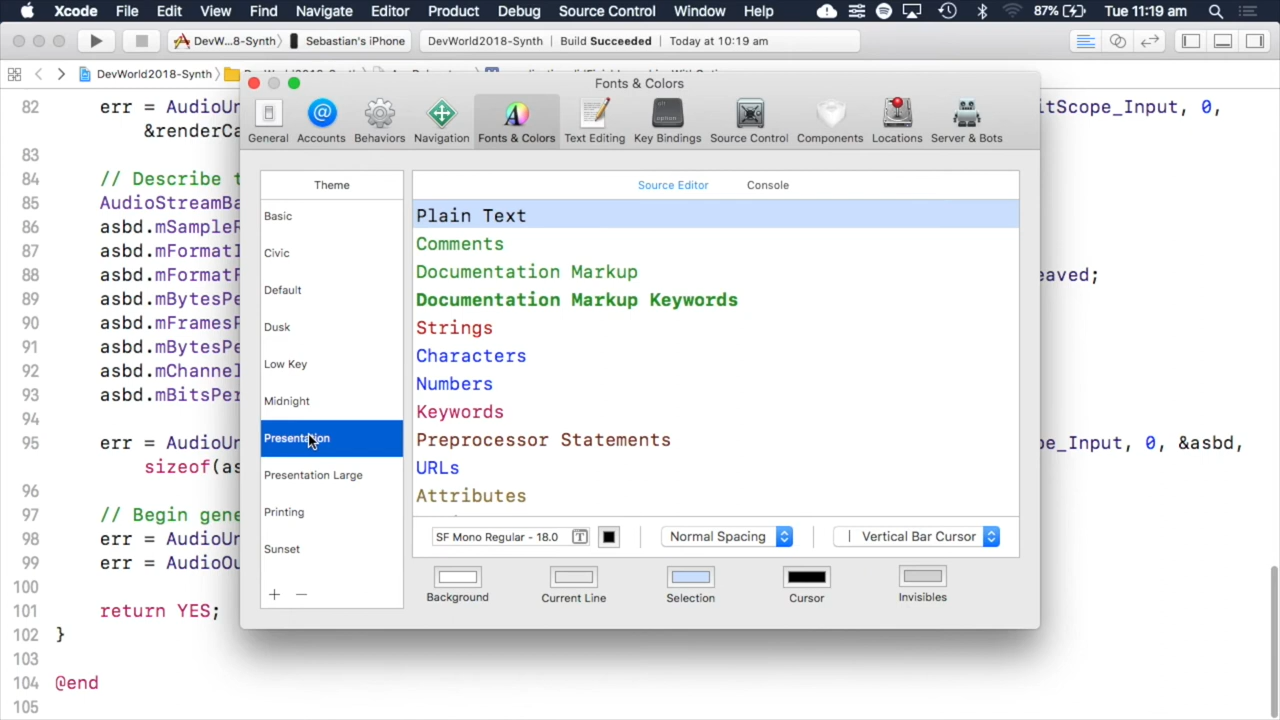 Xcode File Edit View Find Navigate Editor Product Debug Source Control Window Help 87% Tue 11:19 am
DevW...8-Synth) Sebastian's iPhone DevWorld2018-Synth Build Succeeded Today at 10:19 am
DevWorld2018-Synth
Fonts & Colors
General Accounts Behaviors Navigation Fonts & Colors Text Editing Key Bindings Source Control Components Locations Server & Bots
Theme
Basic
Civic
Default
Dusk
Low Key
Midnight
Presentation
Presentation Large
Printing
Sunset
+ −
Source Editor Console
Plain Text
Comments
Documentation Markup
Documentation Markup Keywords
Strings
Characters
Numbers
Keywords
Preprocessor Statements
URLs
Attributes
SF Mono Regular - 18.0 T Normal Spacing Vertical Bar Cursor
Background Current Line Selection Cursor Invisibles
82 err = AudioUn itScope_Input, 0,
&renderCa
83
84 // Describe t
85 AudioStreamBa
86 asbd.mSampleR
87 asbd.mFormatI
88 asbd.mFormatF eaved;
89 asbd.mBytesPe
90 asbd.mFramesP
91 asbd.mBytesPe
92 asbd.mChannel
93 asbd.mBitsPer
94
95 err = AudioUn pe_Input, 0, &asbd,
sizeof(as
96
97 // Begin gene
98 err = AudioUn
99 err = AudioOu
100
101 return YES;
102 }
103
104 @end
105